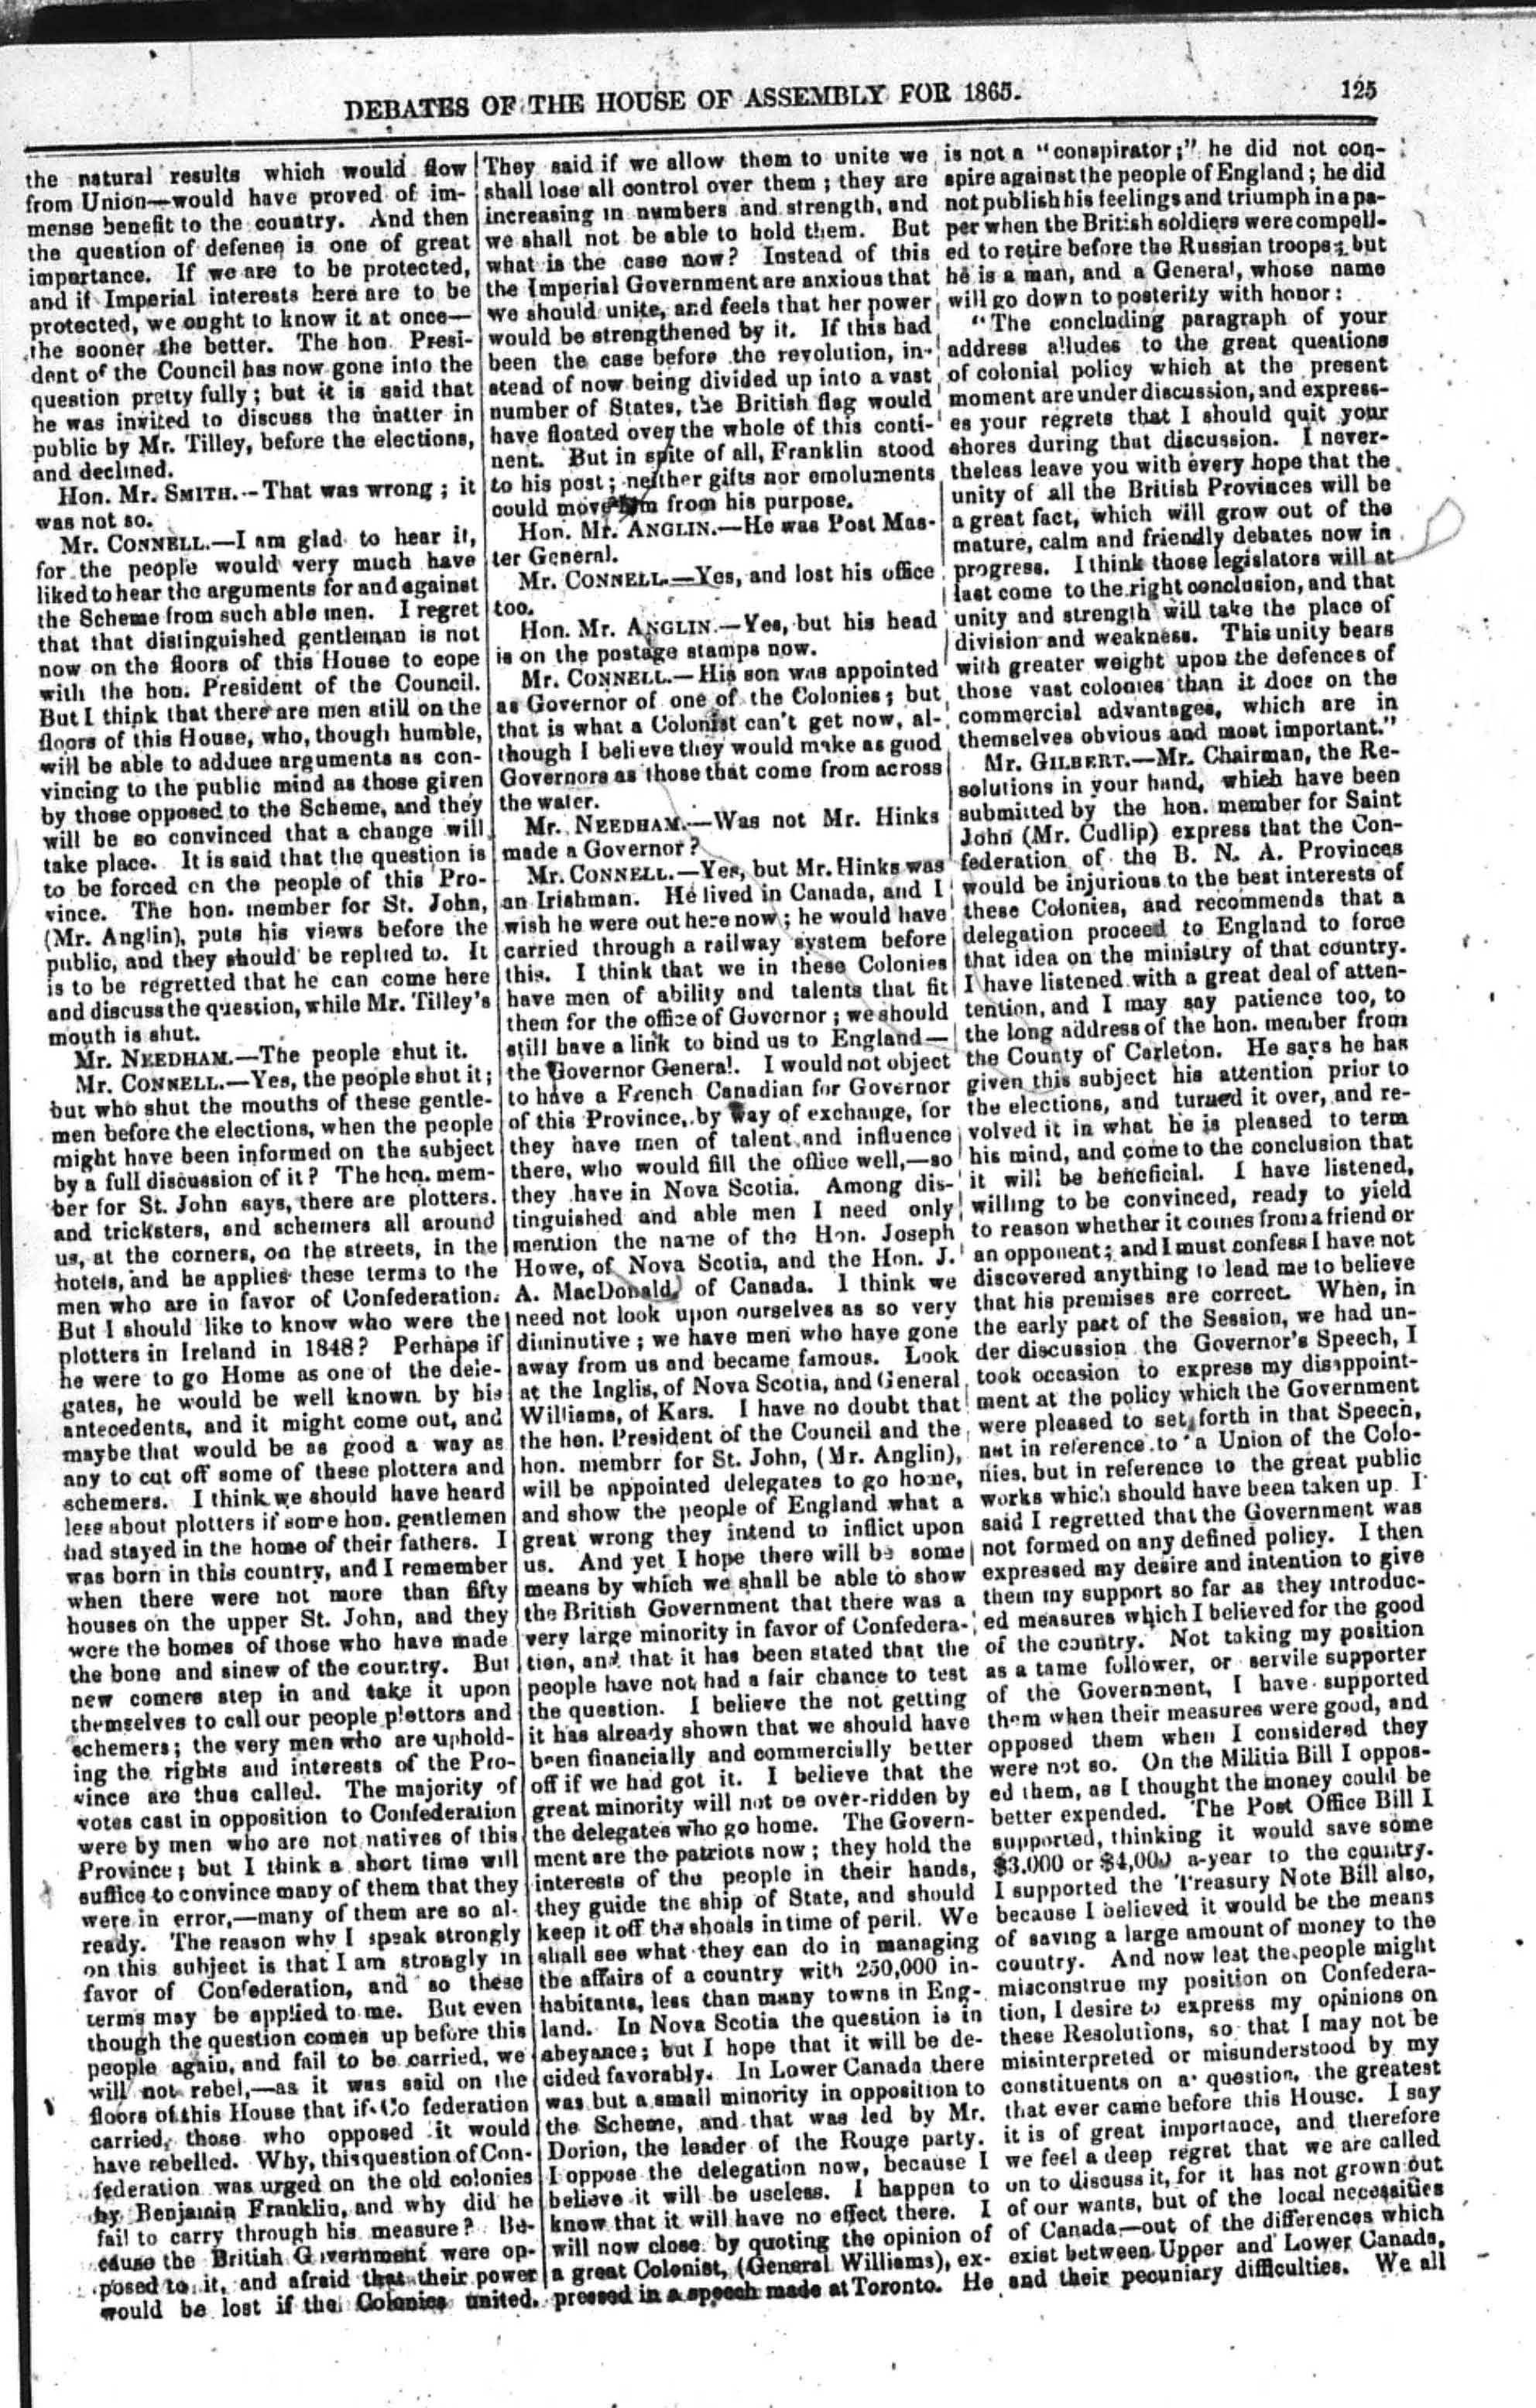 DEBATES OF THE HOUSE OF ASSEMBLY FOR 1865.
125
the natural results which would flow
from Union—would have proved of im-
mense benefit to the country. And then
the question of defence is one of great
importance. If we are to be protected,
and if Imperial interests here are to be
protected, we ought to know it at once—
the sooner the better. The hon. Presi-
dent of the Council has now gone into the
question pretty fully; but it is said that
he was invited to discuss the matter in
public by Mr. Tilley, before the elections,
and declined.
Hon. Mr. SMITH.--That was wrong; it
was not so.
Mr. CONNELL.—I am glad to hear it,
for the people would very much have
liked to hear the arguments for and against
the Scheme from such able men. I regret
that that distinguished gentleman is not
now on the floors of this House to cope
with the hon. President of the Council.
But I think that there are men still on the
floors of this House, who, though humble,
will be able to adduce arguments as con-
vincing to the public mind as those given
by those opposed to the Scheme, and they
will be so convinced that a change will
take place. It is said that the question is
to be forced on the people of this Pro-
vince. The hon. member for St. John,
(Mr. Anglin), puts his views before the
public, and they should be replied to. It
is to be regretted that he can come here
and discuss the question, while Mr. Tilley's
mouth is shut.
Mr. NEEDHAM.—The people shut it.
Mr. CONNELL.—Yes, the people shut it;
but who shut the mouths of these gentle-
men before the elections, when the people
might have been informed on the subject
by a full discussion of it? The hon. mem-
ber for St. John says, there are plotters.
and tricksters, and schemers all around
us, at the corners, on the streets, in the
hotels, and he applies these terms to the
men who are in favor of Confederation.
But I should like to know who were the
plotters in Ireland in 1848? Perhaps if
he were to go Home as one of the dele-
gates, he would be well known by his
antecedents, and it might come out, and
maybe that would be as good a way as
any to cut off some of these plotters and
schemers. I think we should have heard
less about plotters if some hon. gentlemen
had stayed in the home of their fathers. I
was born in this country, and I remember
when there were not more than fifty
houses on the upper St. John, and they
were the homes of those who have made
the bone and sinew of the country. But
new comers step in and take it upon
themselves to call our people plottors and
schemers; the very men who are uphold-
ing the rights and interests of the Pro-
vince are thus called. The majority of
votes cast in opposition to Confederation
were by men who are not natives of this
Province; but I think a short time will
suffice to convince many of them that they
were in error,—many of them are so al-
ready. The reason why I speak strongly
on this subject is that I am strongly in
favor of Confederation, and so these
terms may be applied to me. But even
though the question comes up before this
people again, and fail to be carried, we
will not rebel,—as it was said on the
floors of this House that if Co federation
carried, those who opposed it would
have rebelled. Why, this question of Con-
federation was urged on the old colonies
by Benjamin Franklin, and why did he
fail to carry through his measure? Be-
cause the British Government were op-
posed to it, and afraid that their power
would be lost if the Colonies united.
They said if we allow them to unite we
shall lose all control over them; they are
increasing in numbers and strength, and
we shall not be able to hold them. But
what is the case now? Instead of this
the Imperial Government are anxious that
we should unite, and feels that her power
would be strengthened by it. If this had
been the case before the revolution, in-
stead of now being divided up into a vast
number of States, the British flag would
have floated over the whole of this conti-
nent. But in spite of all, Franklin stood
to his post; neither gifts nor emoluments
could move him from his purpose.
Hon. Mr. ANGLIN.—He was Post Mas-
ter General.
Mr. CONNELL.—Yes, and lost his office
too.
Hon. Mr. ANGLIN.—Yes, but his head
is on the postage stamps now.
Mr. CONNELL.—His son was appointed
as Governor of one of the Colonies; but
that is what a Colonist can't get now, al-
though I believe they would make as good
Governors as those that come from across
the water.
Mr. NEEDHAM.—Was not Mr. Hinks
made a Governor?
Mr. CONNELL.—Yes, but Mr. Hinks was
an Irishman. He lived in Canada, and I
wish he were out here now; he would have
carried through a railway system before
this. I think that we in these Colonies
have men of ability and talents that fit
them for the office of Governor; we should
still have a link to bind us to England—
the Governor General. I would not object
to have a French Canadian for Governor
of this Province, by way of exchange, for
they have men of talent and influence
there, who would fill the office well,—so
they have in Nova Scotia. Among dis-
tinguished and able men I need only
mention the name of the Hon. Joseph
Howe, of Nova Scotia, and the Hon. J.
A. MacDonald, of Canada. I think we
need not look upon ourselves as so very
diminutive; we have men who have gone
away from us and became famous. Look
at the Inglis, of Nova Scotia, and General
Williams, of Kars. I have no doubt that
the hon. President of the Council and the
hon. membrr for St. John, (Mr. Anglin),
will be appointed delegates to go home,
and show the people of England what a
great wrong they intend to inflict upon
us. And yet I hope there will be some
means by which we shall be able to show
the British Government that there was a
very large minority in favor of Confedera-
tion, and that it has been stated that the
people have not had a fair chance to test
the question. I believe the not getting
it has already shown that we should have
been financially and commercially better
off if we had got it. I believe that the
great minority will not be over-ridden by
the delegates who go home. The Govern-
ment are the patriots now; they hold the
interests of the people in their hands,
they guide the ship of State, and should
keep it off the shoals in time of peril. We
shall see what they can do in managing
the affairs of a country with 250,000 in-
habitants, less than many towns in Eng-
land. In Nova Scotia the question is in
abeyance; but I hope that it will be de-
cided favorably. In Lower Canada there
was but a small minority in opposition to
the Scheme, and that was led by Mr.
Dorion, the leader of the Rouge party.
I oppose the delegation now, because I
believe it will be useless. I happen to
know that it will have no effect there. I
will now close by quoting the opinion of
a great Colonist, (General Williams), ex-
pressed in a speech made at Toronto. He
is not a "conspirator;" he did not con-
spire against the people of England; he did
not publish his feelings and triumph in a pa-
per when the British soldiers were compell-
ed to retire before the Russian troops; but
he is a man, and a General, whose name
will go down to posterity with honor:
"The concluding paragraph of your
address alludes to the great questions
of colonial policy which at the present
moment are under discussion, and express-
es your regrets that I should quit your
shores during that discussion. I never-
theless leave you with every hope that the
unity of all the British Provinces will be
a great fact, which will grow out of the
mature, calm and friendly debates now in
progress. I think those legislators will at
last come to the right conclusion, and that
unity and strength will take the place of
division and weakness. This unity bears
with greater weight upon the defences of
those vast colonies than it does on the
commercial advantages, which are in
themselves obvious and most important."
Mr. GILBERT.—Mr. Chairman, the Re-
solutions in your hand, which have been
submitted by the hon. member for Saint
John (Mr. Cudlip) express that the Con-
federation of the B. N. A. Provinces
would be injurious to the best interests of
these Colonies, and recommends that a
delegation proceed to England to force
that idea on the ministry of that country.
I have listened with a great deal of atten-
tention, and I may say patience too, to
the long address of the hon. member from
the County of Carleton. He says he has
given this subject his attention prior to
the elections, and turned it over, and re-
volved it in what he is pleased to term
his mind, and come to the conclusion that
it will be beneficial. I have listened,
willing to be convinced, ready to yield
to reason whether it comes from a friend or
an opponent; and I must confess I have not
discovered anything to lead me to believe
that his premises are correct. When, in
the early part of the Session, we had un-
der discussion the Governor's Speech, I
took occasion to express my disappoint-
ment at the policy which the Government
were pleased to set forth in that Speech,
not in reference to a Union of the Colo-
nies, but in reference to the great public
works which should have been taken up. I
said I regretted that the Government was
not formed on any defined policy. I then
expressed my desire and intention to give
them my support so far as they introduc-
ed measures which I believed for the good
of the country. Not taking my position
as a tame follower, or servile supporter
of the Government, I have supported
them when their measures were good, and
opposed them when I considered they
were not so. On the Militia Bill I oppos-
ed them, as I thought the money could be
better expended. The Post Office Bill I
supported, thinking it would save some
$3,000 or $4,000 a-year to the country.
I supported the Treasury Note Bill also,
because I believed it would be the means
of saving a large amount of money to the
country. And now lest the people might
misconstrue my position on Confedera-
tion, I desire to express my opinions on
these Resolutions, so that I may not be
misinterpreted or misunderstood by my
constituents on a question, the greatest
that ever came before this House. I say
it is of great importance, and therefore
we feel a deep regret that we are called
on to discuss it, for it has not grown out
of our wants, but of the local necessities
of Canada—out of the differences which
exist between Upper and Lower Canada,
and their pecuniary difficulties. We all